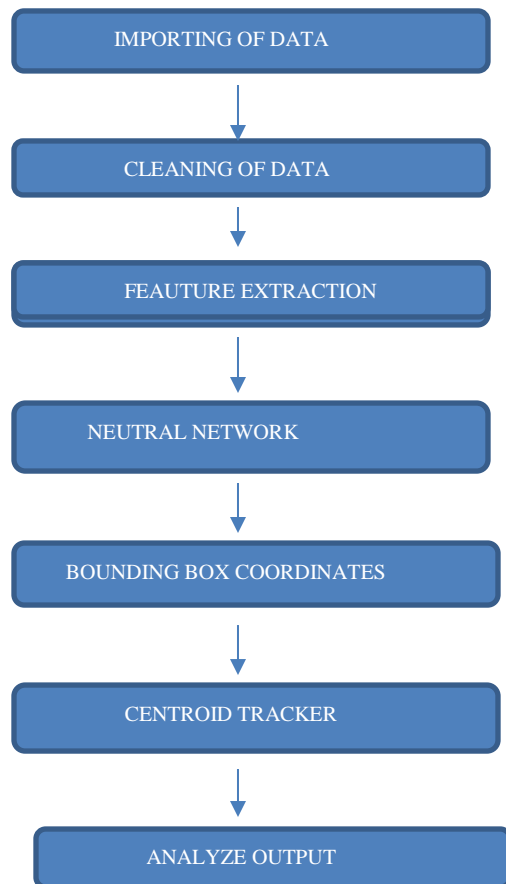 IMPORTING OF DATA
CLEANING OF DATA
FEAUTURE EXTRACTION
NEUTRAL NETWORK
BOUNDING BOX COORDINATES
CENTROID TRACKER
ANALYZE OUTPUT